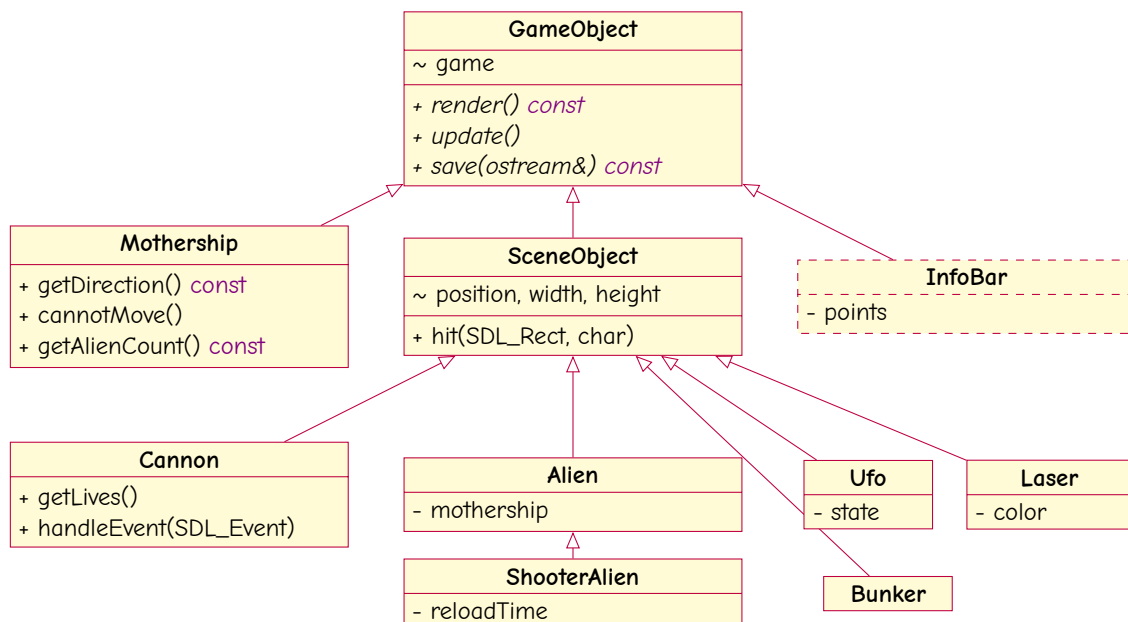 GameObject
~ game
+ render() const
+ update()
+ save(ostream&) const
Mothership
+ getDirection() const
+ cannotMove()
+ getAlienCount() const
SceneObject
~ position, width, height
+ hit(SDL_Rect, char)
InfoBar
- points
Cannon
+ getLives()
+ handleEvent(SDL_Event)
Alien
- mothership
Ufo
- state
Laser
- color
ShooterAlien
- reloadTime
Bunker